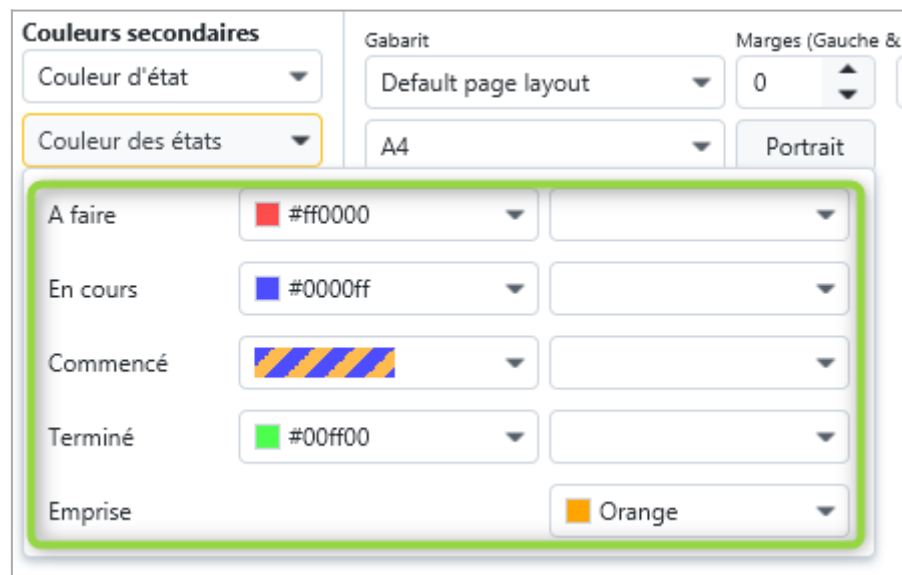 Couleurs secondaires
Couleur d'état
Couleur des états
Gabarit
Marges (Gauche &
Default page layout
0
A4
Portrait
A faire #ff0000
En cours #0000ff
Commencé
Terminé #00ff00
Emprise Orange